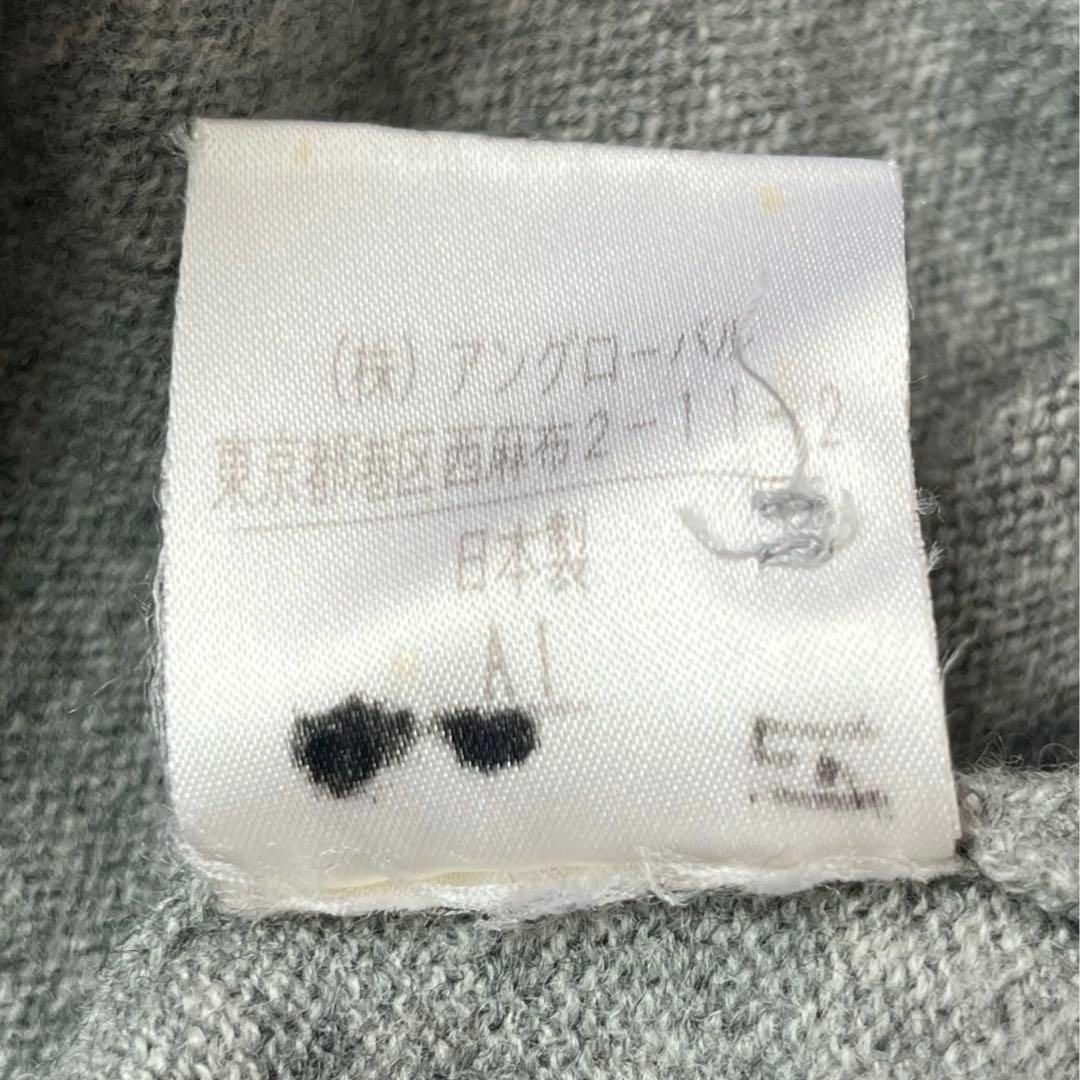 (株)アングローバル
東京都港区西麻布2-11-2
日本製
AI